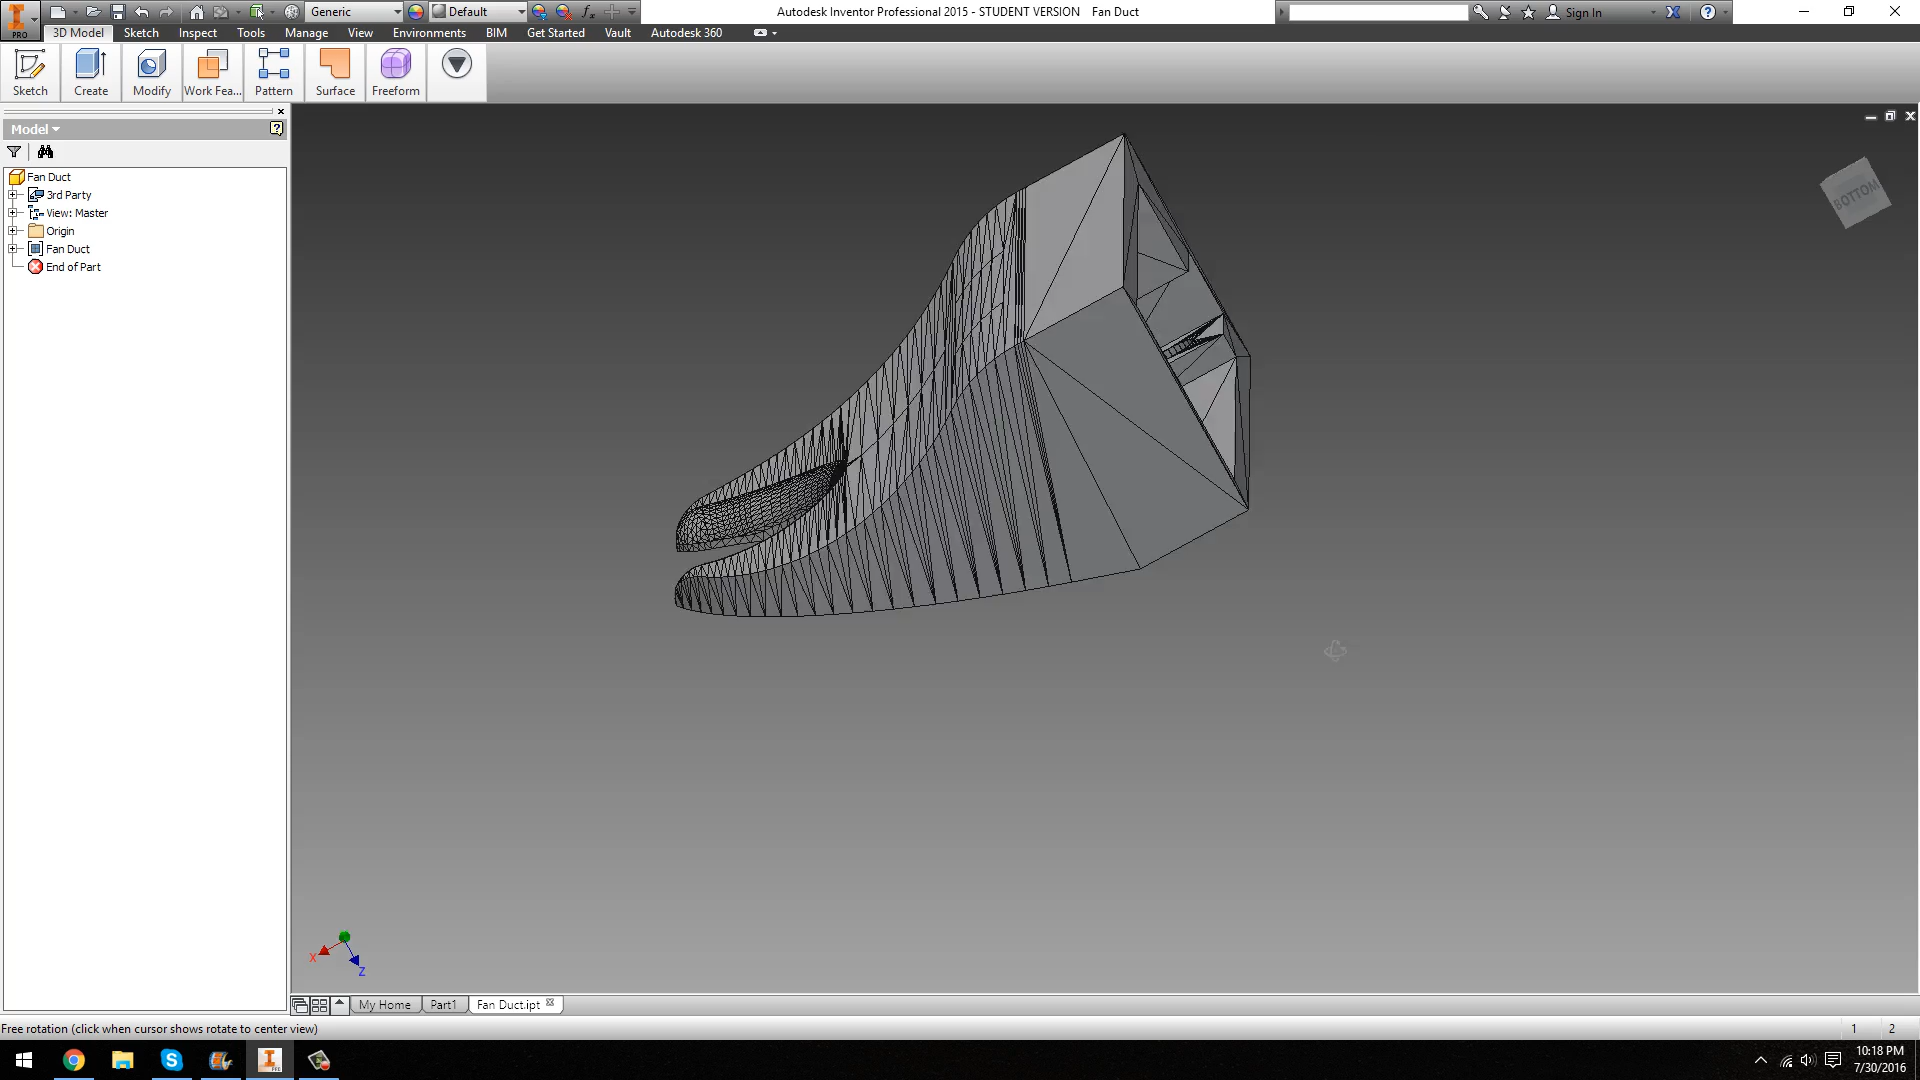 Generic
Default
Autodesk Inventor Professional 2015 - STUDENT VERSION Fan Duct
Sign In
PRO
3D Model Sketch Inspect Tools Manage View Environments BIM Get Started Vault Autodesk 360
Sketch Create Modify Work Fea... Pattern Surface Freeform
Model
Fan Duct
3rd Party
View: Master
Origin
Fan Duct
End of Part
BOTTOM
X
Z
My Home Part1 Fan Duct.ipt
Free rotation (click when cursor shows rotate to center view)
1 2
10:18 PM
7/30/2016